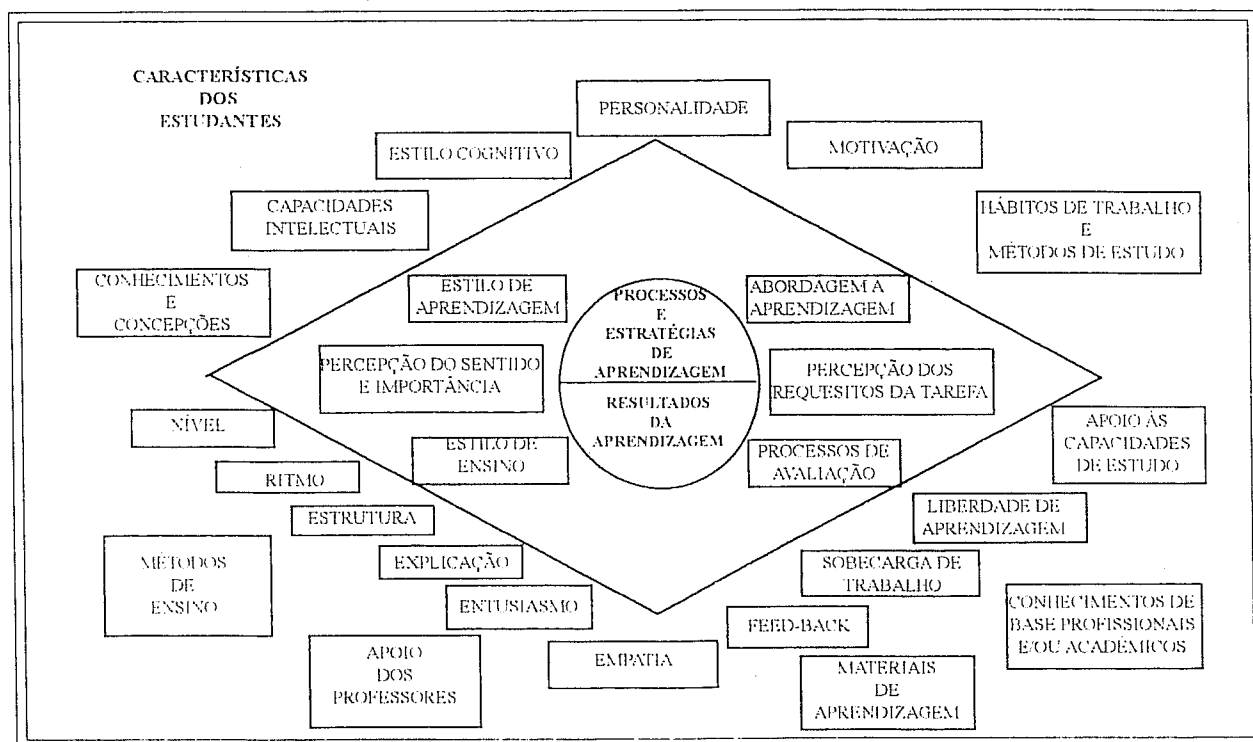 CARACTERÍSTICAS
DOS
ESTUDANTES
PERSONALIDADE
ESTILO COGNITIVO
MOTIVAÇÃO
CAPACIDADES
INTELECTUAIS
HÁBITOS DE TRABALHO
E
MÉTODOS DE ESTUDO
CONHECIMENTOS
E
CONCEPÇÕES
ESTILO DE
APRENDIZAGEM
PROCESSOS
E
ESTRATÉGIAS
DE
APRENDIZAGEM
ABORDAGEM A
APRENDIZAGEM
PERCEPÇÃO DO SENTIDO
E IMPORTÂNCIA
PERCEPÇÃO DOS
REQUESITOS DA TAREFA
RESULTADOS
DA
APRENDIZAGEM
NÍVEL
ESTILO DE
ENSINO
PROCESSOS DE
AVALIAÇÃO
APOIO ÀS
CAPACIDADES
DE ESTUDO
RITMO
ESTRUTURA
LIBERDADE DE
APRENDIZAGEM
MÉTODOS
DE
ENSINO
EXPLICAÇÃO
SOBECARGA DE
TRABALHO
ENTUSIASMO
FEED-BACK
CONHECIMENTOS DE
BASE PROFISSIONAIS
E/OU ACADÉMICOS
APOIO
DOS
PROFESSORES
EMPATIA
MATERIAIS
DE
APRENDIZAGEM